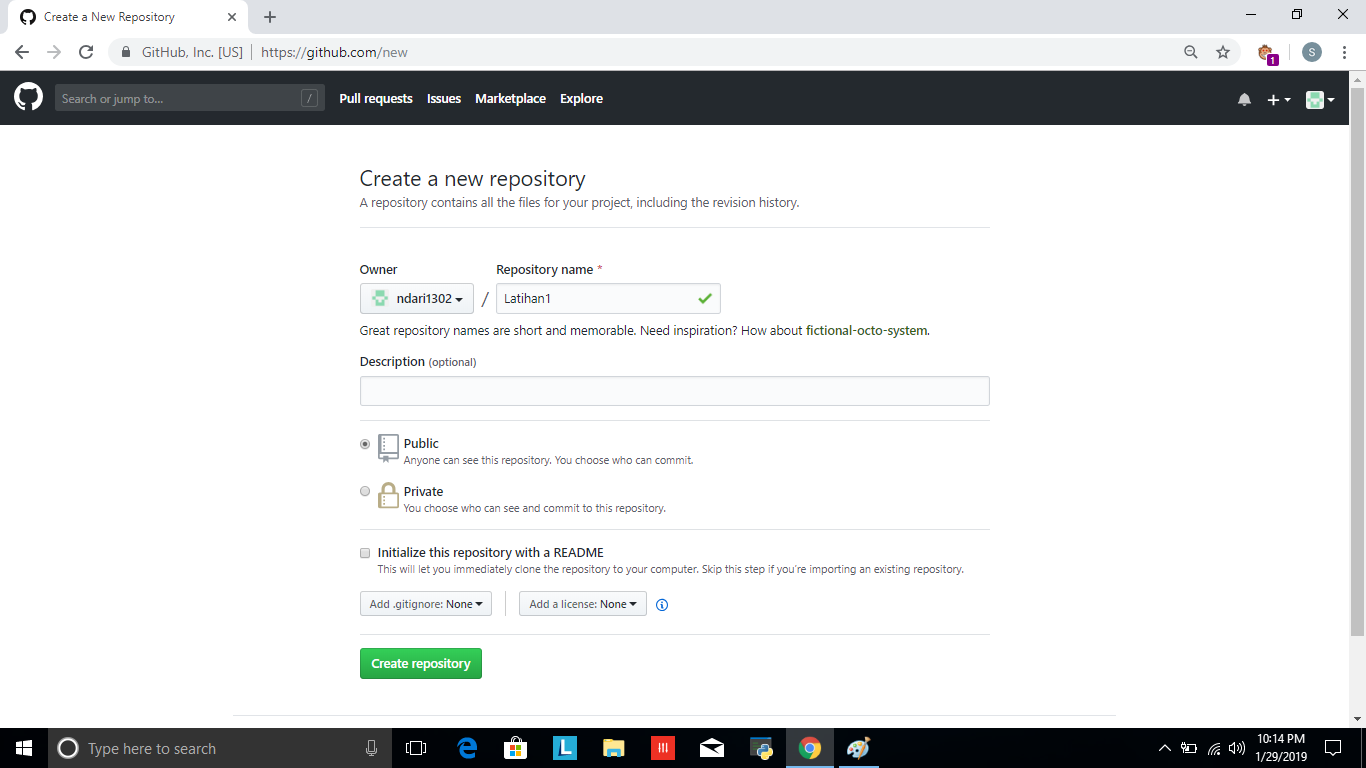 Create a New Repository
GitHub, Inc. [US] https://github.com/new
S
1
Search or jump to... /
Pull requests Issues Marketplace Explore
Create a new repository
A repository contains all the files for your project, including the revision history.
Owner Repository name *
ndari1302 / Latihan1
Great repository names are short and memorable. Need inspiration? How about fictional-octo-system.
Description (optional)
Public
Anyone can see this repository. You choose who can commit.
Private
You choose who can see and commit to this repository.
Initialize this repository with a README
This will let you immediately clone the repository to your computer. Skip this step if you're importing an existing repository.
Add .gitignore: None Add a license: None
Create repository
Type here to search
L
10:14 PM
1/29/2019